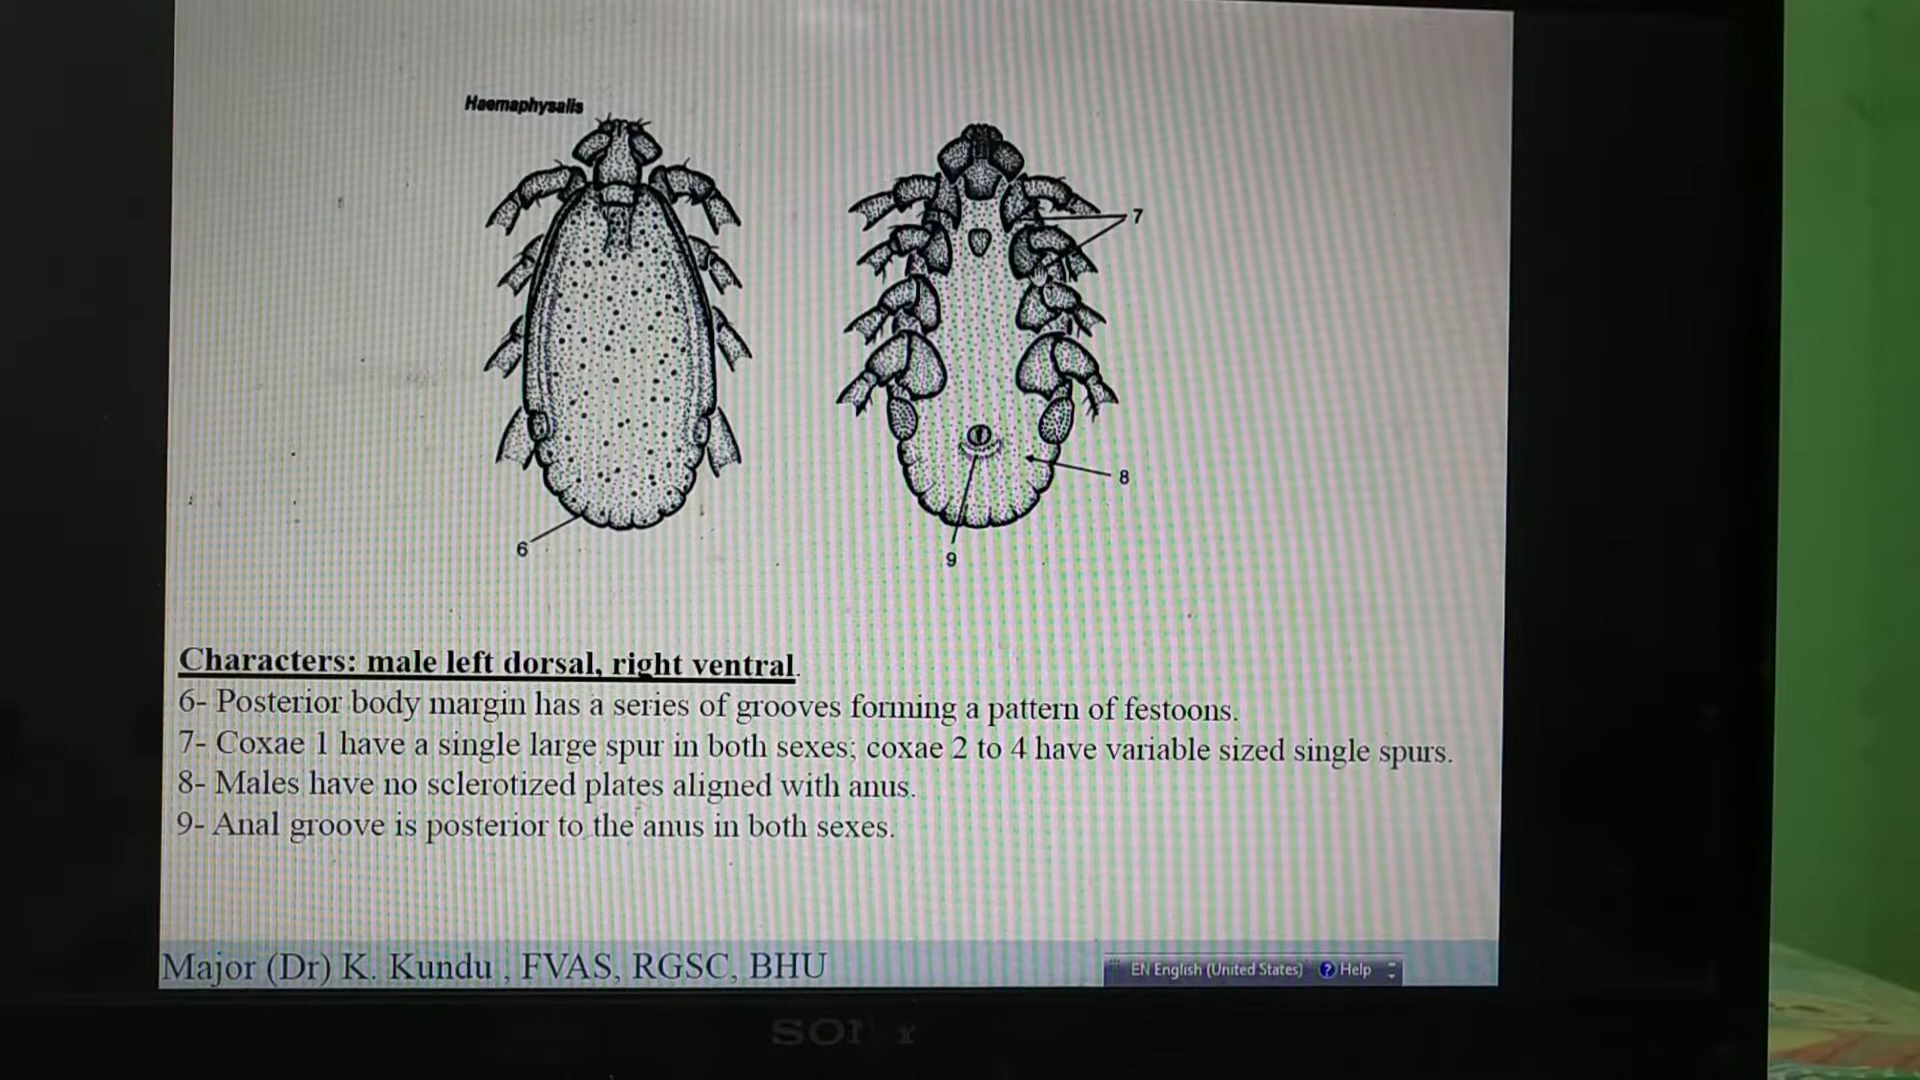 Haemaphysalis
7
8
6
9
Characters: male left dorsal, right ventral.
6- Posterior body margin has a series of grooves forming a pattern of festoons.
7- Coxae 1 have a single large spur in both sexes; coxae 2 to 4 have variable sized single spurs.
8- Males have no sclerotized plates aligned with anus.
9- Anal groove is posterior to the anus in both sexes.
Major (Dr) K. Kundu , FVAS, RGSC, BHU
EN English (United States) ? Help